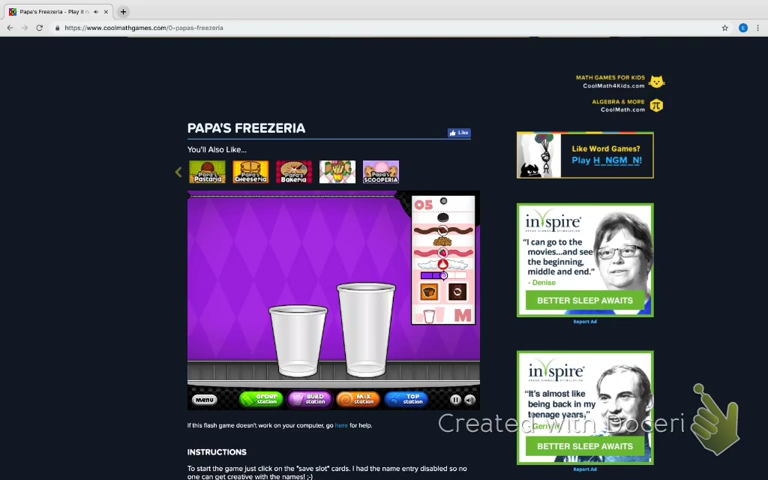 Papa's Freezeria - Play it
https://www.coolmathgames.com/0-papas-freezeria
MATH GAMES FOR KIDS
CoolMath4Kids.com
ALGEBRA & MORE
CoolMath.com
PAPA'S FREEZERIA
Like
You'll Also Like...
Papa's
PASTARIA
Papa's
CHEESERIA
Papa's
BAKERIA
Papa's
SCOOPERIA
Like Word Games?
Play H_NGM_N!
05
M
MENU
ORDER
STATION
BUILD
STATION
MIX
STATION
TOP
STATION
inspire
"I can go to the
movies...and see
the beginning,
middle and end."
- Denise
BETTER SLEEP AWAITS
Report Ad
inspire
"It's almost like
being back in my
teenage years."
BETTER SLEEP AWAITS
Report Ad
Created with Doceri
If this flash game doesn't work on your computer, go here for help.
INSTRUCTIONS
To start the game just click on the "save slot" cards. I had the name entry disabled so no
one can get creative with the names! ;-)